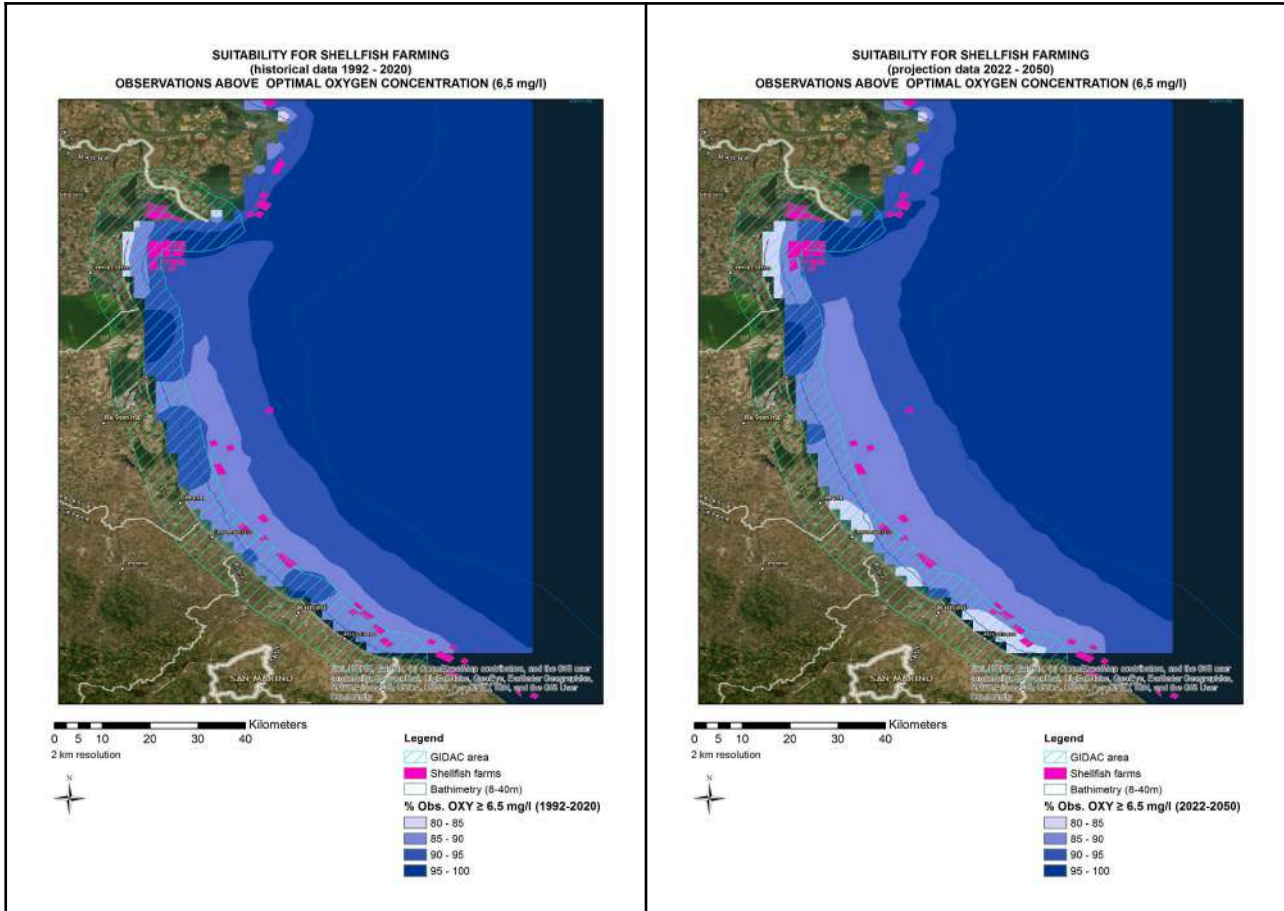 SUITABILITY FOR SHELLFISH FARMING
(historical data 1992 - 2020)
OBSERVATIONS ABOVE OPTIMAL OXYGEN CONCENTRATION (6,5 mg/l)
SAN MARINO
Kilometers
0 5 10 20 30 40
2 km resolution
N
Legend
GIDAC area
Shellfish farms
Bathimetry (8-40m)
% Obs. OXY ≥ 6.5 mg/l (1992-2020)
80 - 85
85 - 90
90 - 95
95 - 100
SUITABILITY FOR SHELLFISH FARMING
(projection data 2022 - 2050)
OBSERVATIONS ABOVE OPTIMAL OXYGEN CONCENTRATION (6,5 mg/l)
SAN MARINO
Kilometers
0 5 10 20 30 40
2 km resolution
N
Legend
GIDAC area
Shellfish farms
Bathimetry (8-40m)
% Obs. OXY ≥ 6.5 mg/l (2022-2050)
80 - 85
85 - 90
90 - 95
95 - 100